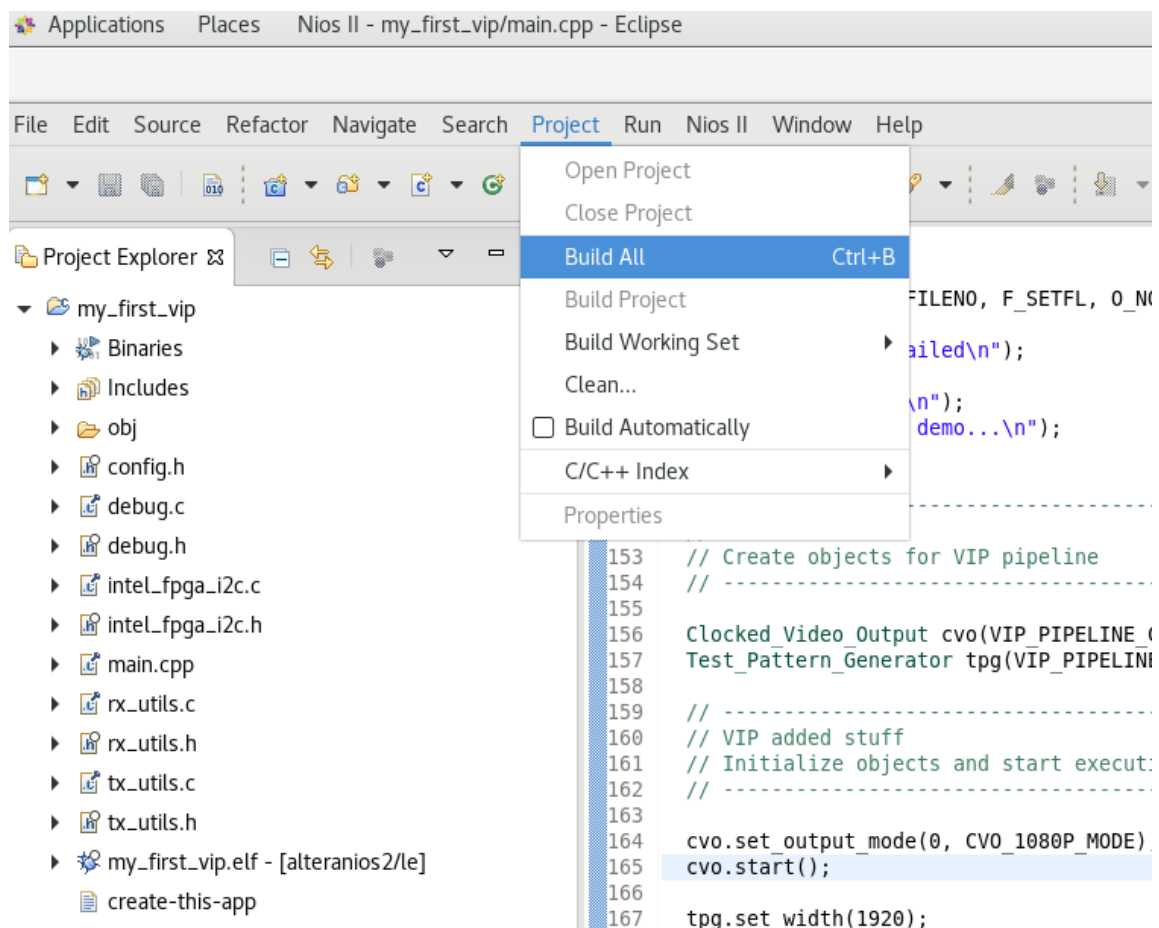 Applications Places Nios II - my_first_vip/main.cpp - Eclipse
File Edit Source Refactor Navigate Search Project Run Nios II Window Help
Open Project
Close Project
Build All Ctrl+B
Build Project
Build Working Set
Clean...
Build Automatically
C/C++ Index
Properties
Project Explorer
my_first_vip
Binaries
Includes
obj
config.h
debug.c
debug.h
intel_fpga_i2c.c
intel_fpga_i2c.h
main.cpp
rx_utils.c
rx_utils.h
tx_utils.c
tx_utils.h
my_first_vip.elf - [alteranios2/le]
create-this-app
FILENO, F_SETFL, O_NO
ailed\n");
\n");
demo...\n");
153 // Create objects for VIP pipeline
154 // -----------------------------------
155
156 Clocked_Video_Output cvo(VIP_PIPELINE_
157 Test_Pattern_Generator tpg(VIP_PIPELINE
158
159 // -----------------------------------
160 // VIP added stuff
161 // Initialize objects and start executi
162 // -----------------------------------
163
164 cvo.set_output_mode(0, CVO_1080P_MODE)
165 cvo.start();
166
167 tpg.set_width(1920);